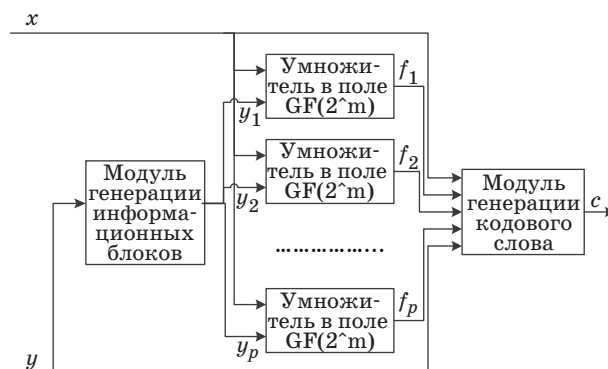 x
Умножи-
тель в поле
GF(2^m)
f1
y1
Умножи-
тель в поле
GF(2^m)
f2
y2
Модуль
генерации
информа-
ционных
блоков
Модуль
генерации
кодового
слова
c
................
Умножи-
тель в поле
GF(2^m)
fp
yp
y